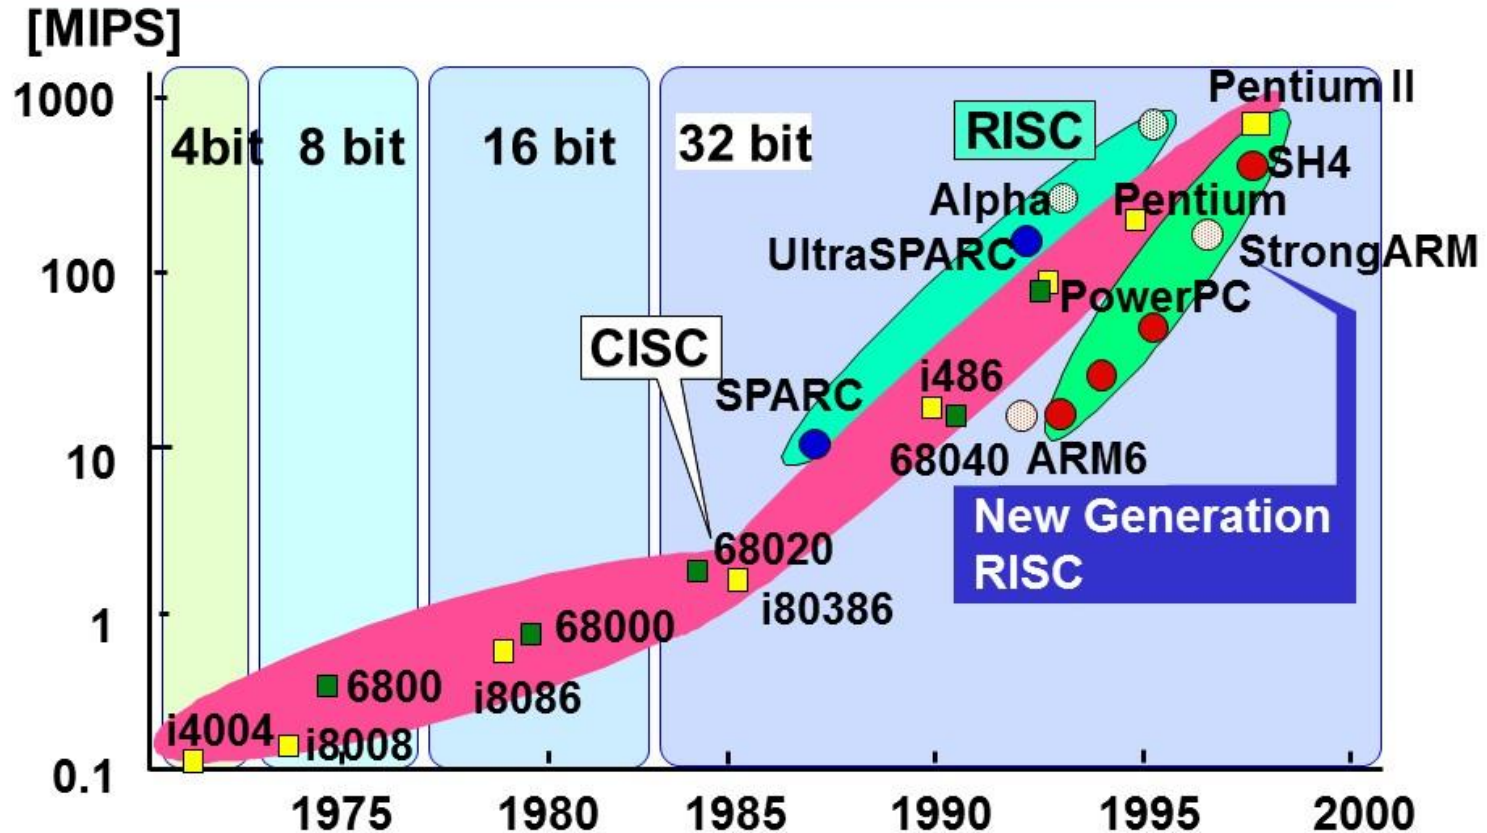 [MIPS]
1000
100
10
1
0.1
4bit
8 bit
16 bit
32 bit
RISC
Pentium II
SH4
Alpha
Pentium
UltraSPARC
StrongARM
PowerPC
CISC
SPARC
i486
68040
ARM6
New Generation
RISC
68020
i80386
68000
i8086
6800
i4004
i8008
1975
1980
1985
1990
1995
2000